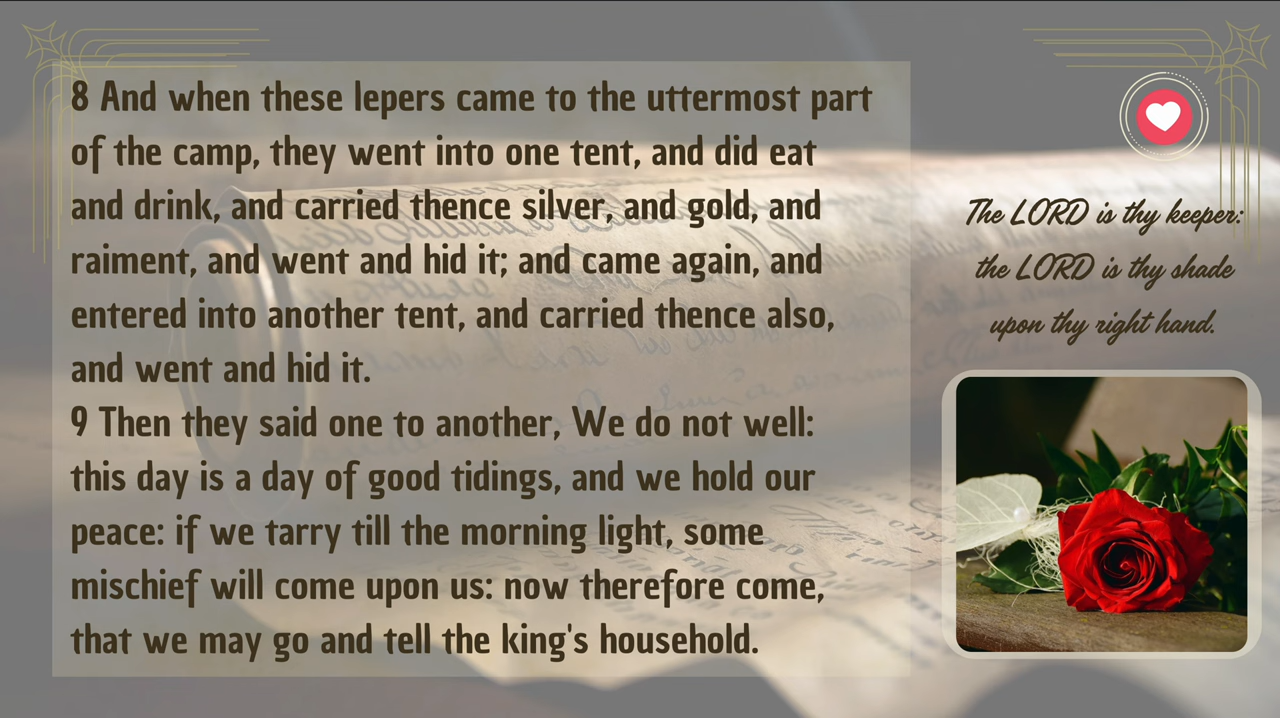 8 And when these lepers came to the uttermost part
of the camp, they went into one tent, and did eat
and drink, and carried thence silver, and gold, and
raiment, and went and hid it; and came again, and
entered into another tent, and carried thence also,
and went and hid it.
9 Then they said one to another, We do not well:
this day is a day of good tidings, and we hold our
peace: if we tarry till the morning light, some
mischief will come upon us: now therefore come,
that we may go and tell the king's household.
The LORD is thy keeper:
the LORD is thy shade
upon thy right hand.